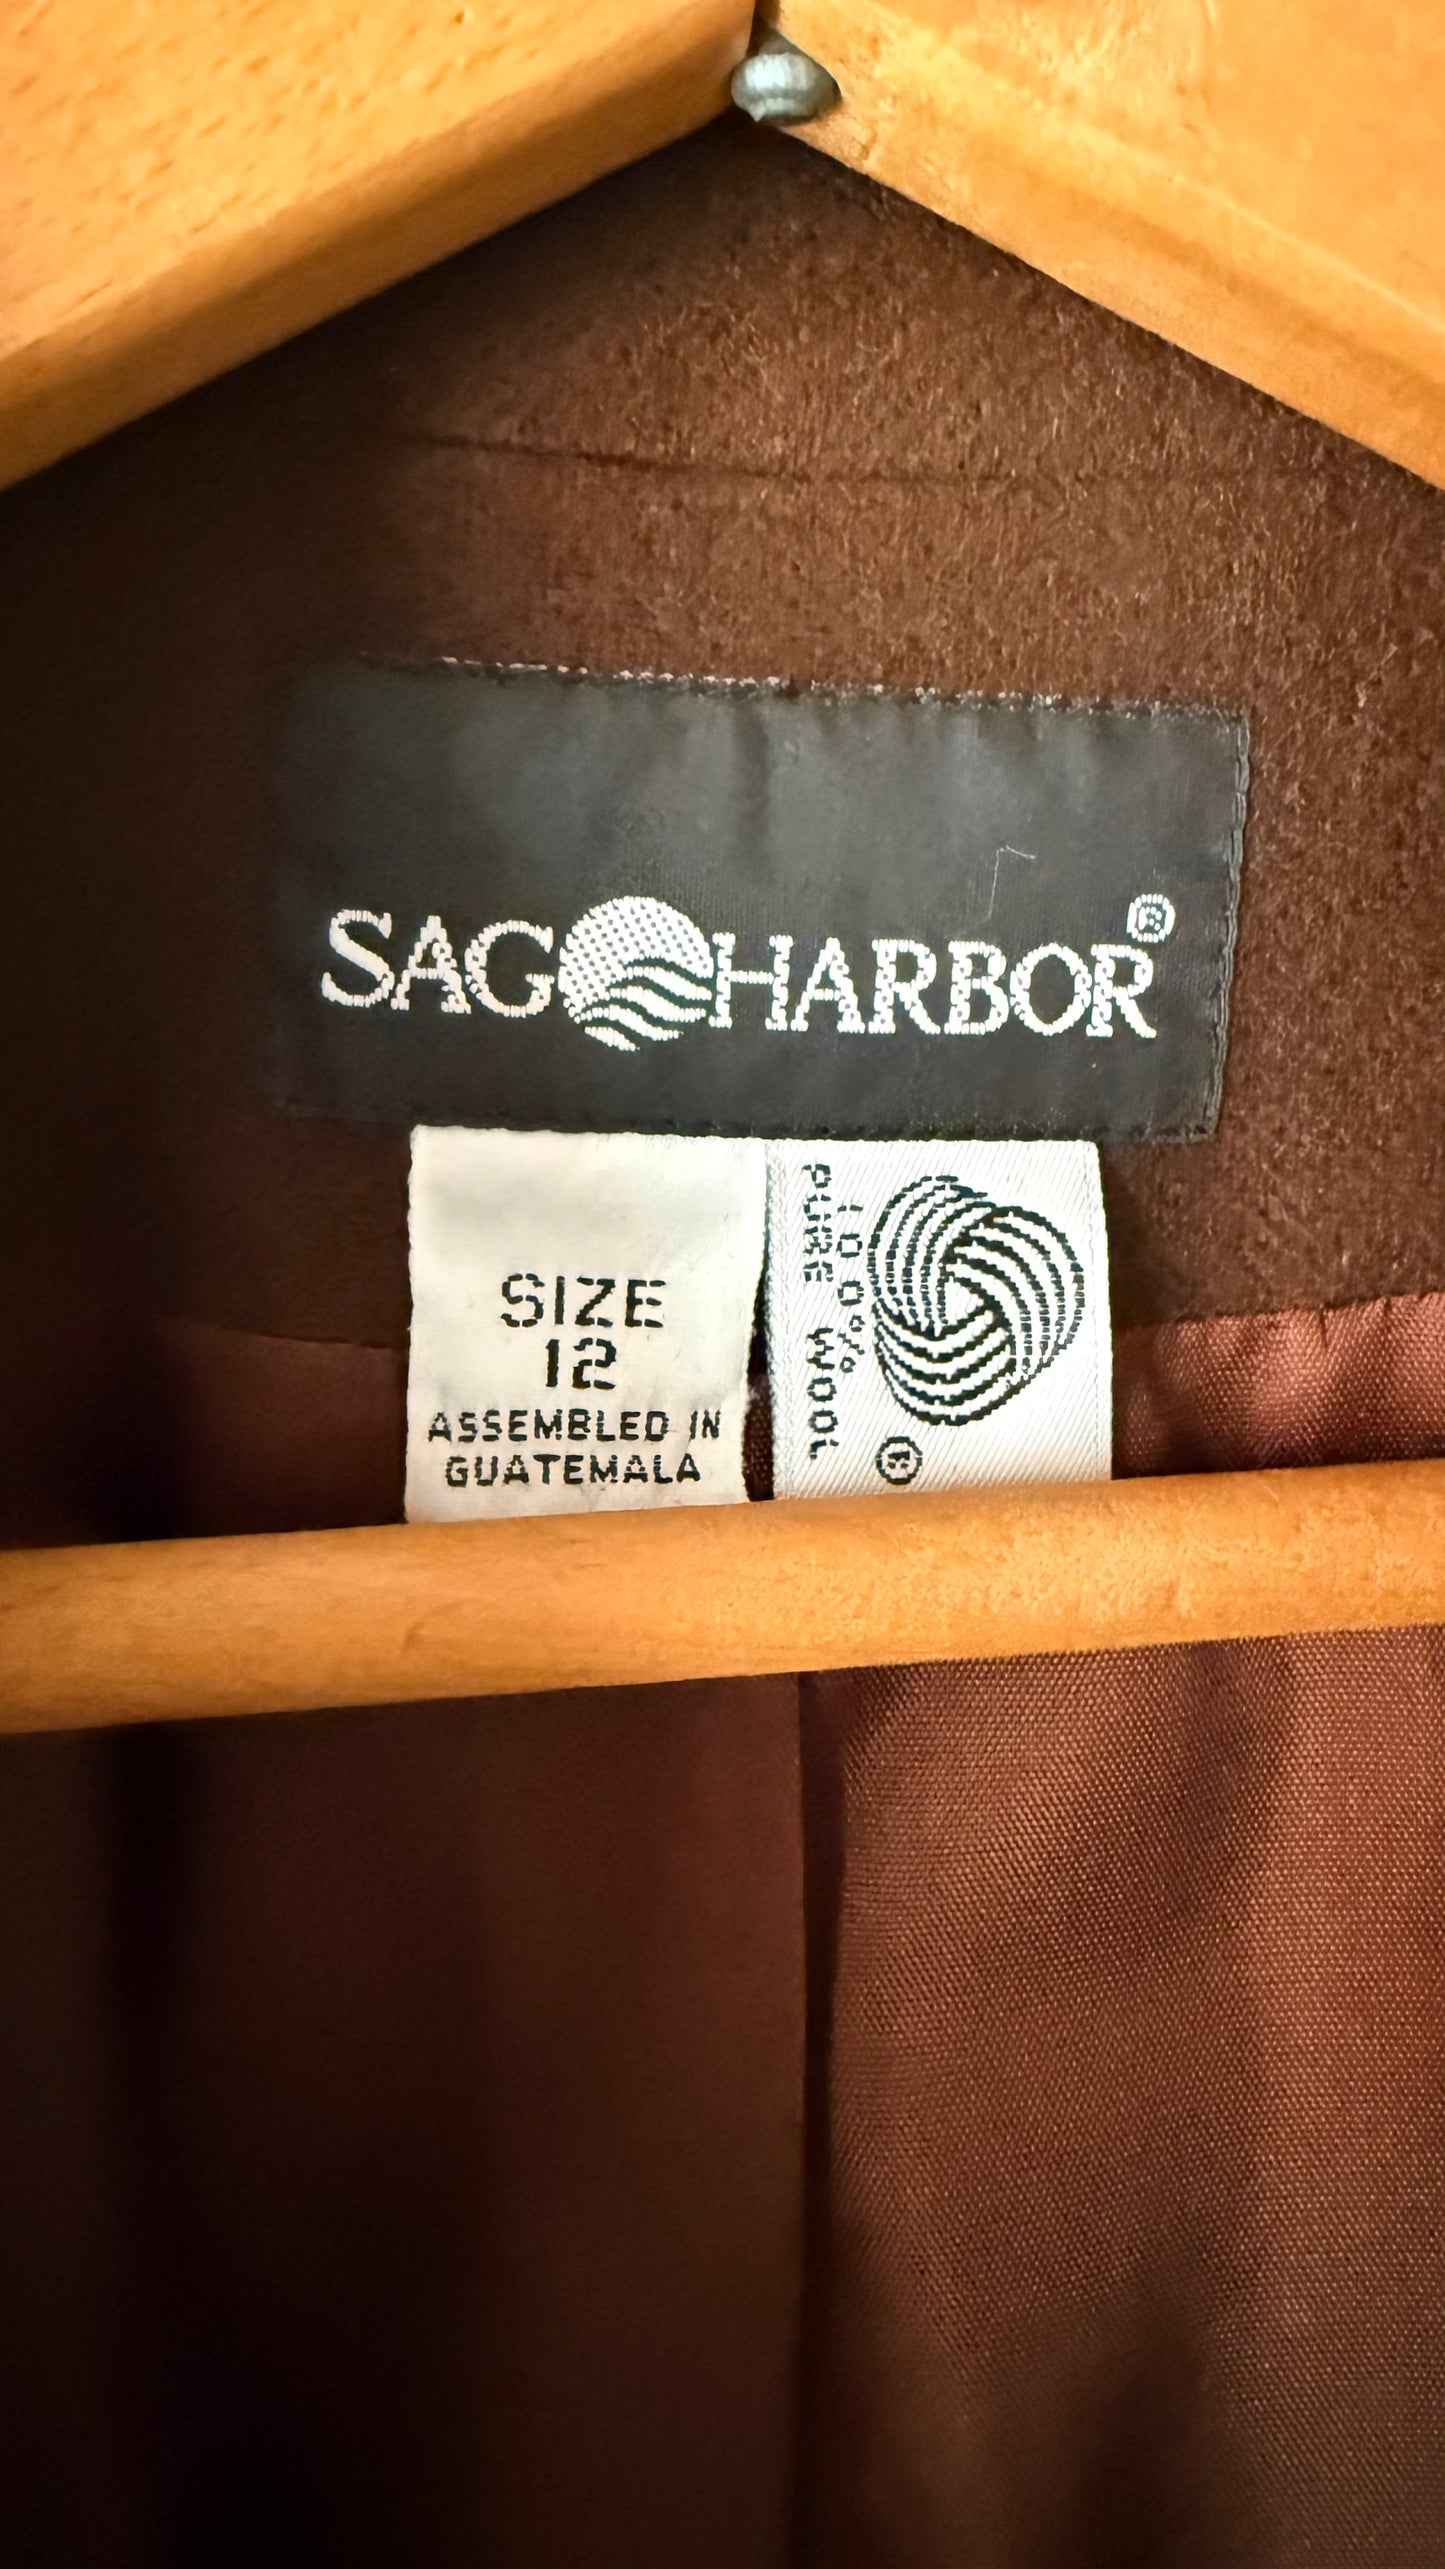 SAG HARBOR®
SIZE
12
ASSEMBLED IN
GUATEMALA
100%
PURE WOOL
®